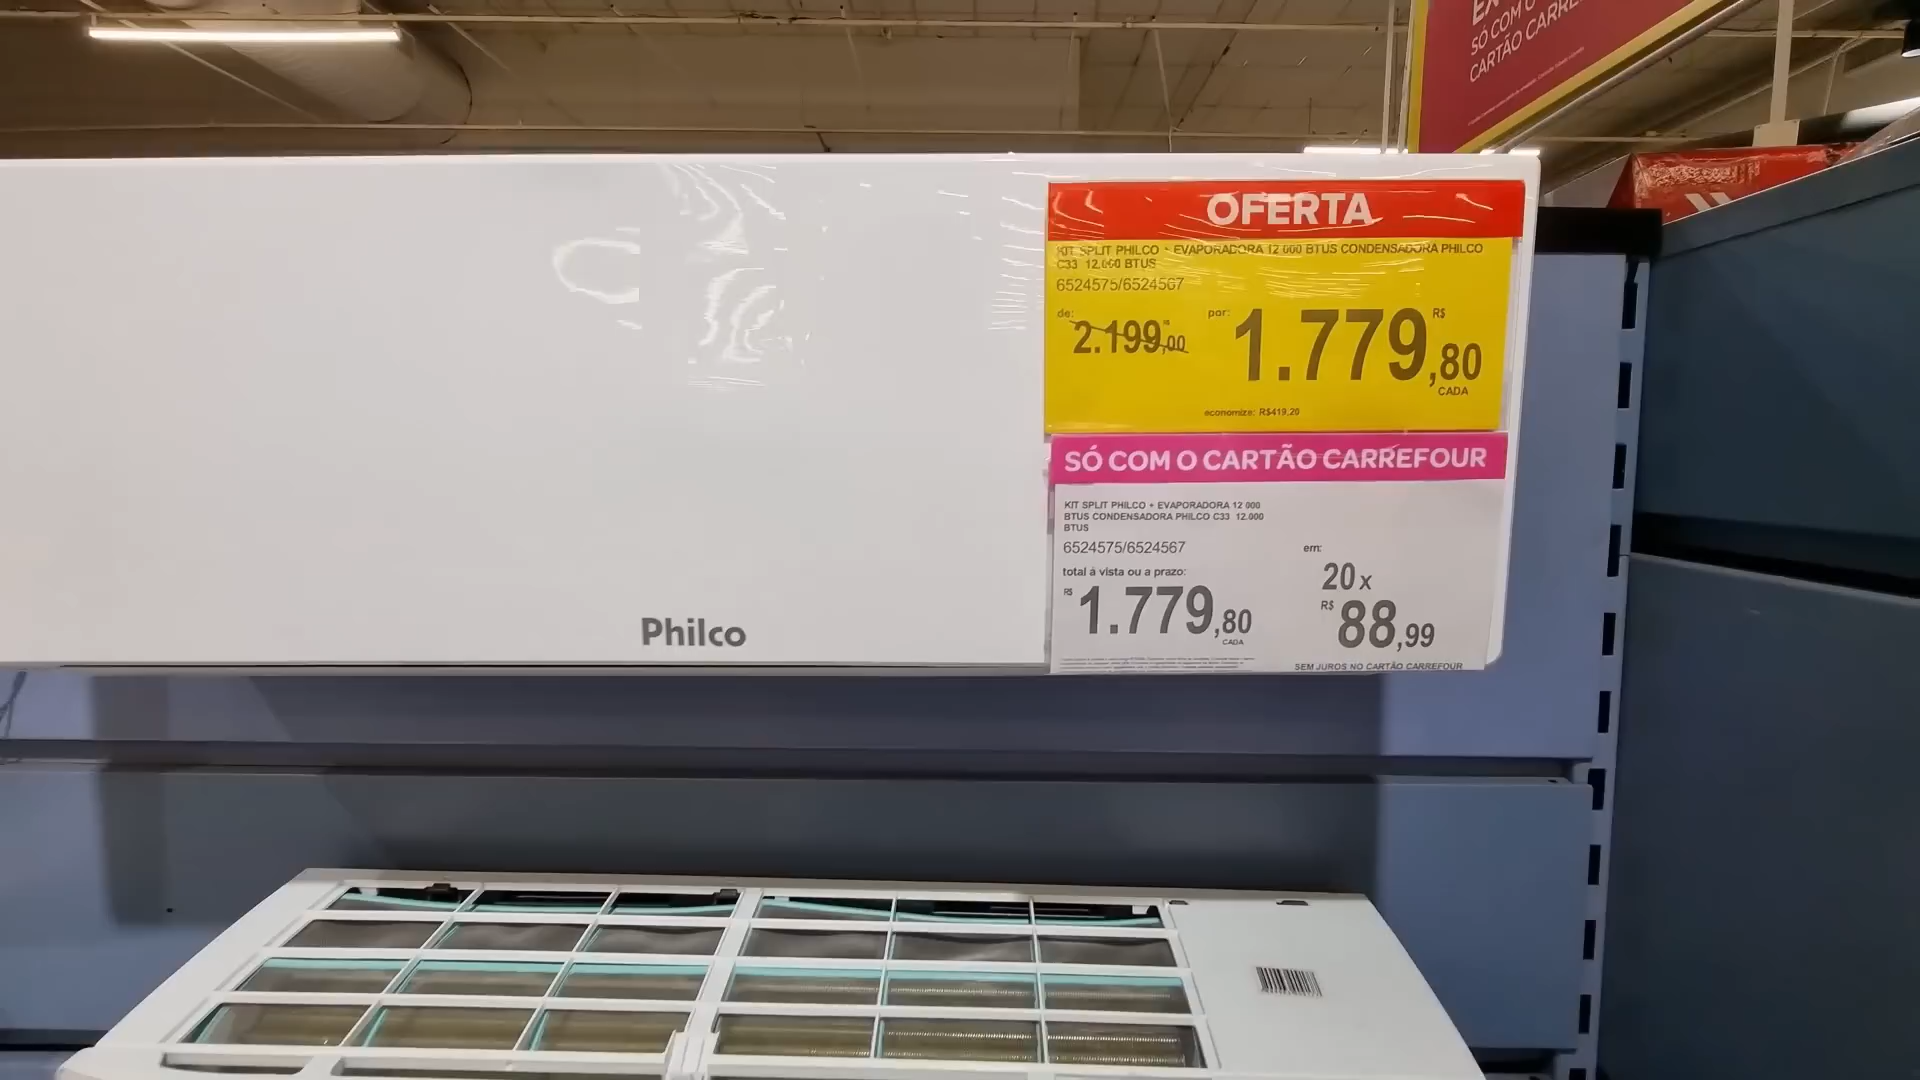 EX
SÓ COM O
CARTÃO CARRE
OFERTA
KIT SPLIT PHILCO + EVAPORADORA 12 000 BTUS CONDENSADORA PHILCO
C33 12.000 BTUS
6524575/6524567
de: 2.199,00 por: R$ 1.779,80
CADA
economize: R$419,20
SÓ COM O CARTÃO CARREFOUR
KIT SPLIT PHILCO + EVAPORADORA 12 000
BTUS CONDENSADORA PHILCO C33 12.000
BTUS
6524575/6524567
total à vista ou a prazo:
R$ 1.779,80
CADA
em:
20x
R$ 88,99
SEM JUROS NO CARTÃO CARREFOUR
Philco